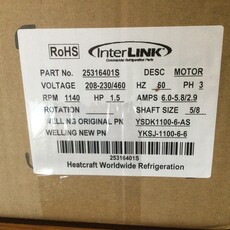 RoHS InterLINK
Commercial Refrigeration Parts
PART No. 25316401S DESC MOTOR
VOLTAGE 208-230/460 HZ 60 PH 3
RPM 1140 HP 1.5 AMPS 6.0-5.8/2.9
ROTATION SHAFT SIZE 5/8
WELLING ORIGINAL PN YSDK1100-6-AS
WELLING NEW PN YKSJ-1100-6-6
25316401S
Heatcraft Worldwide Refrigeration